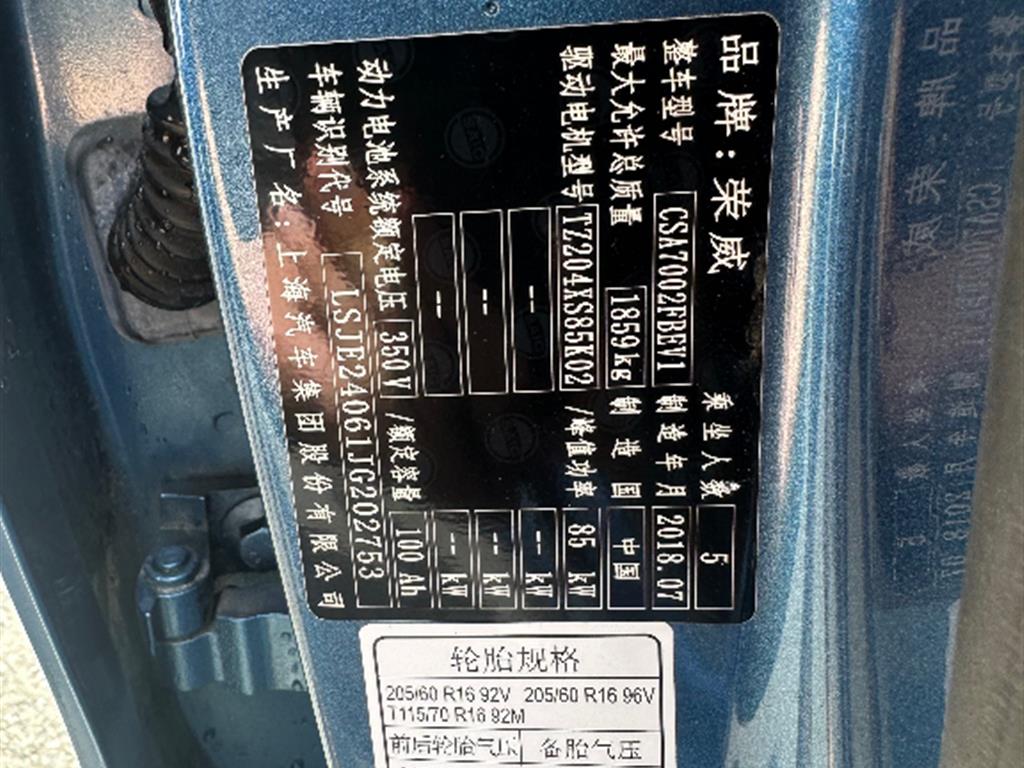 品牌：荣威
乘坐人数 5
整车型号 CSA7002FBEV1 制造年月 2018.07
最大允许总质量 1859kg 制造国 中国
驱动电机型号 TZ204XS85K02 /峰值功率 85 kW
-- -- kW
-- -- kW
-- -- kW
动力电池系统额定电压 350V /额定容量 100 Ah
车辆识别代号 LSJE24061JG202753
生产厂名：上海汽车集团股份有限公司
轮胎规格
205/60 R16 92V 205/60 R16 96V
T115/70 R16 92M
前后轮胎气压 备胎气压